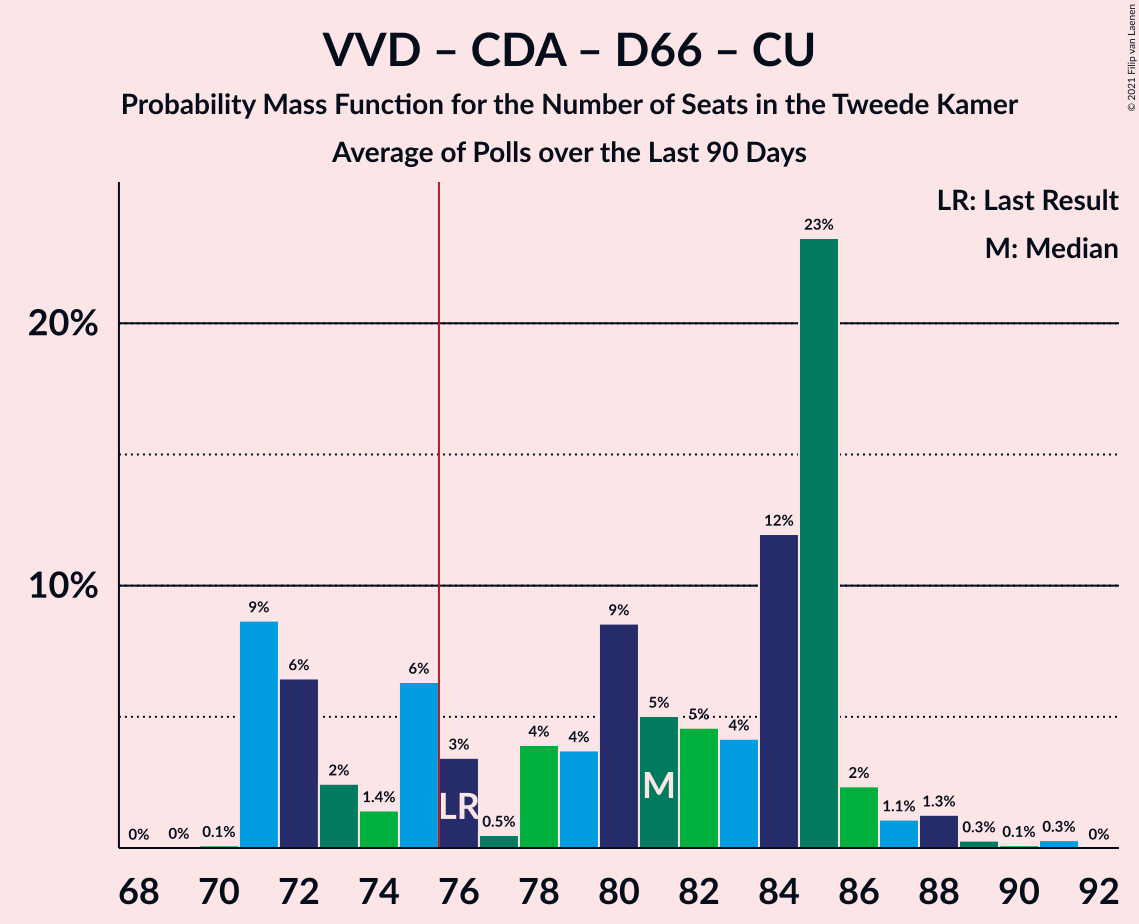 VVD – CDA – D66 – CU
Probability Mass Function for the Number of Seats in the Tweede Kamer
Average of Polls over the Last 90 Days
© 2021 Filip van Laenen
LR: Last Result
M: Median
20%
10%
0% 0% 0.1% 9% 6% 2% 1.4% 6% 3% 0.5% 4% 4% 9% 5% 5% 4% 12% 23% 2% 1.1% 1.3% 0.3% 0.1% 0.3% 0%
LR M
68 70 72 74 76 78 80 82 84 86 88 90 92